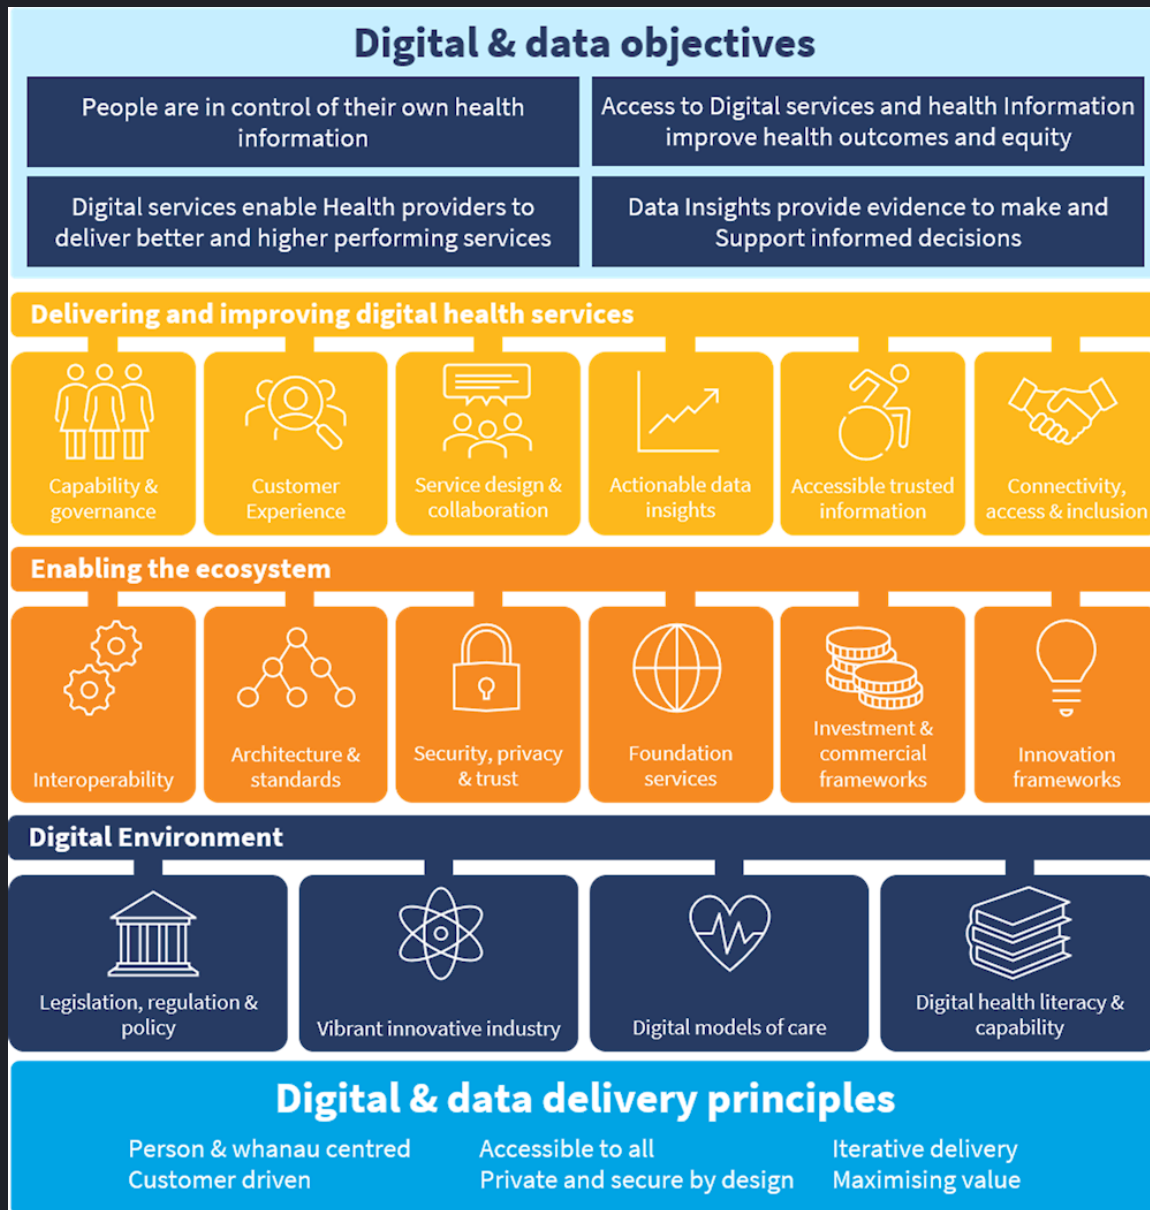 Digital & data objectives
People are in control of their own health
information
Access to Digital services and health Information
improve health outcomes and equity
Digital services enable Health providers to
deliver better and higher performing services
Data Insights provide evidence to make and
Support informed decisions
Delivering and improving digital health services
Capability &
governance
Customer
Experience
Service design &
collaboration
Actionable data
insights
Accessible trusted
information
Connectivity,
access & inclusion
Enabling the ecosystem
Interoperability
Architecture &
standards
Security, privacy
& trust
Foundation
services
Investment &
commercial
frameworks
Innovation
frameworks
Digital Environment
Legislation, regulation &
policy
Vibrant innovative industry
Digital models of care
Digital health literacy &
capability
Digital & data delivery principles
Person & whanau centred
Customer driven
Accessible to all
Private and secure by design
Iterative delivery
Maximising value